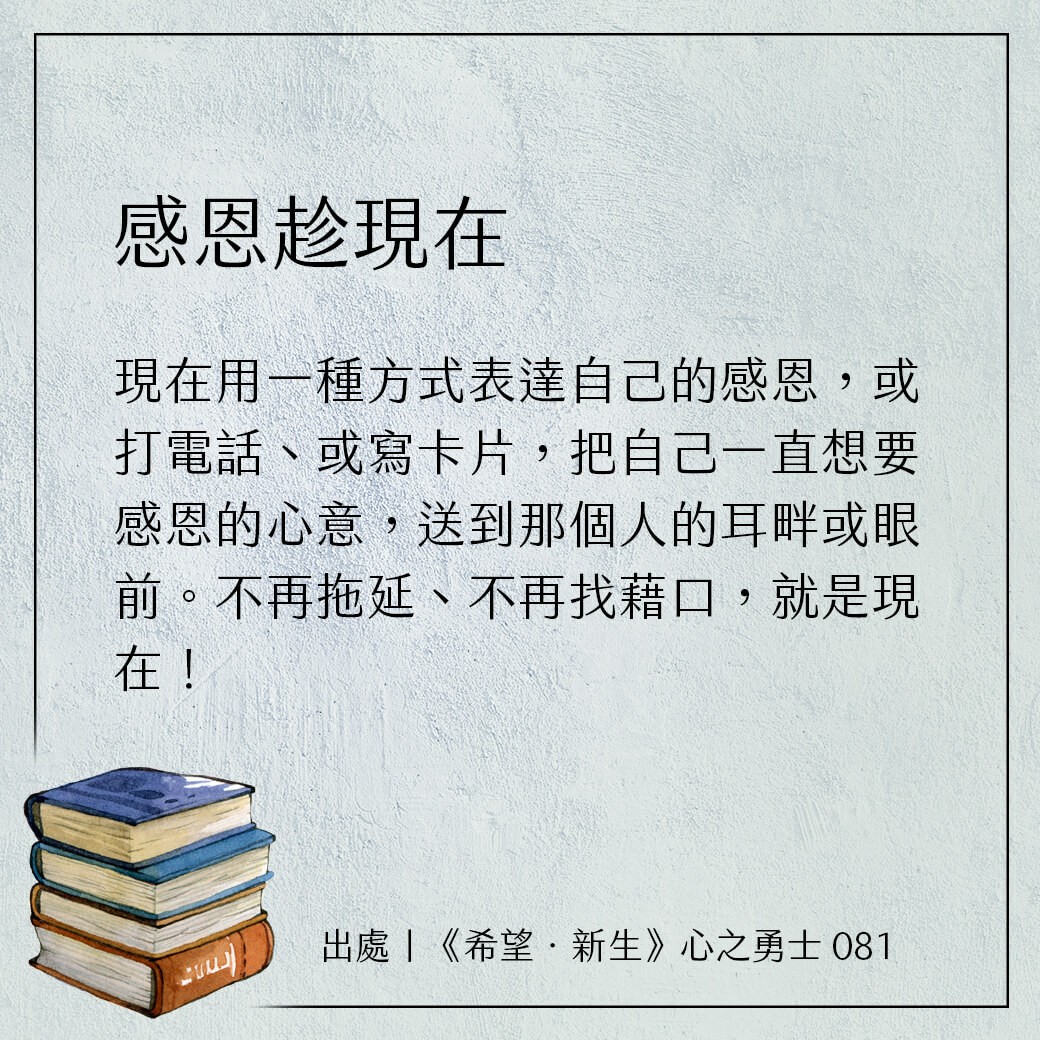 感恩趁現在
現在用一種方式表達自己的感恩，或
打電話、或寫卡片，把自己一直想要
感恩的心意，送到那個人的耳畔或眼
前。不再拖延、不再找藉口，就是現
在！
出處｜《希望．新生》心之勇士 081